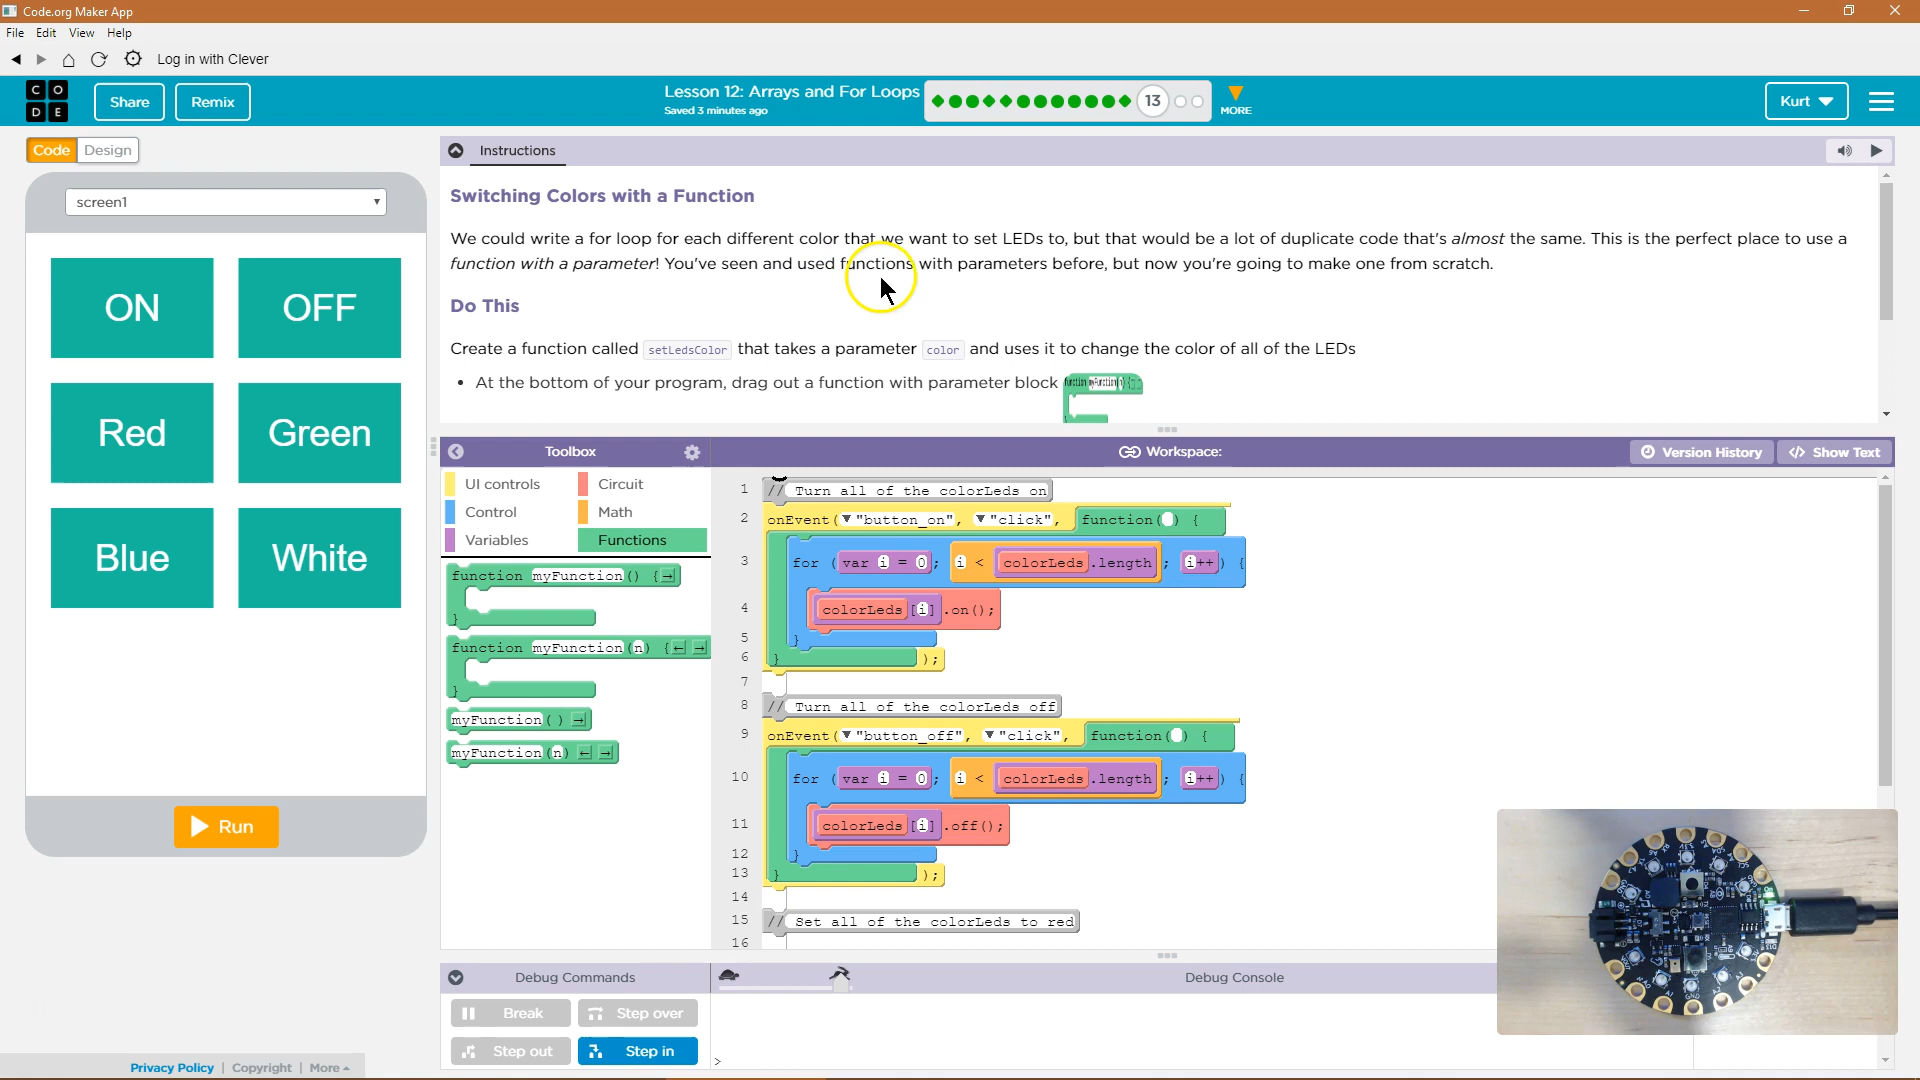 Code.org Maker App
File Edit View Help
Log in with Clever
C O
D E
Share
Remix
Lesson 12: Arrays and For Loops
Saved 3 minutes ago
13
MORE
Kurt
Code
Design
Instructions
screen1
Switching Colors with a Function
We could write a for loop for each different color that we want to set LEDs to, but that would be a lot of duplicate code that's almost the same. This is the perfect place to use a
function with a parameter! You've seen and used functions with parameters before, but now you're going to make one from scratch.
Do This
Create a function called setLedsColor that takes a parameter color and uses it to change the color of all of the LEDs
• At the bottom of your program, drag out a function with parameter block
function myFunction(n) {
ON
OFF
Red
Green
Blue
White
Run
Toolbox
Workspace:
Version History
</> Show Text
UI controls
Circuit
Control
Math
Variables
Functions
function myFunction() {
}
function myFunction(n) {
}
myFunction()
myFunction(n)
1 // Turn all of the colorLeds on
2 onEvent("button_on", "click", function() {
3 for (var i = 0; i < colorLeds.length; i++) {
4 colorLeds[i].on();
5 }
6 });
7
8 // Turn all of the colorLeds off
9 onEvent("button_off", "click", function() {
10 for (var i = 0; i < colorLeds.length; i++) {
11 colorLeds[i].off();
12 }
13 });
14
15 // Set all of the colorLeds to red
16
Debug Commands
Debug Console
Break
Step over
Step out
Step in
>
Privacy Policy | Copyright | More